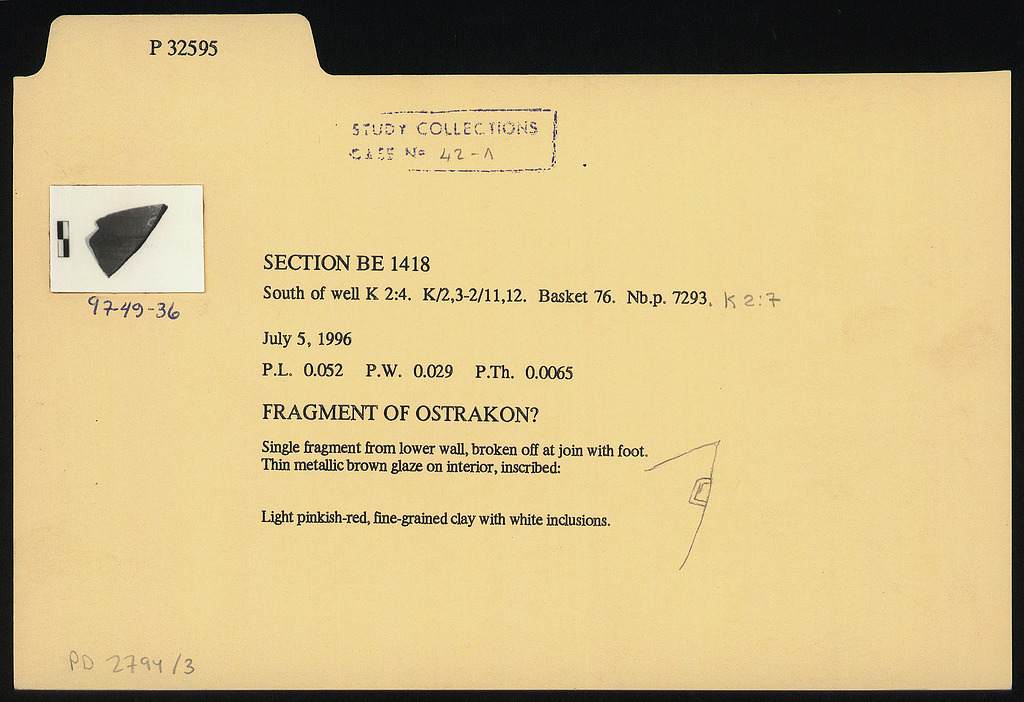 P 32595
STUDY COLLECTIONS
CASE No 42-A
97-49-36
SECTION BE 1418
South of well K 2:4. K/2,3-2/11,12. Basket 76. Nb.p. 7293. K 2:7
July 5, 1996
P.L. 0.052 P.W. 0.029 P.Th. 0.0065
FRAGMENT OF OSTRAKON?
Single fragment from lower wall, broken off at join with foot.
Thin metallic brown glaze on interior, inscribed:
Light pinkish-red, fine-grained clay with white inclusions.
PD 2794/3